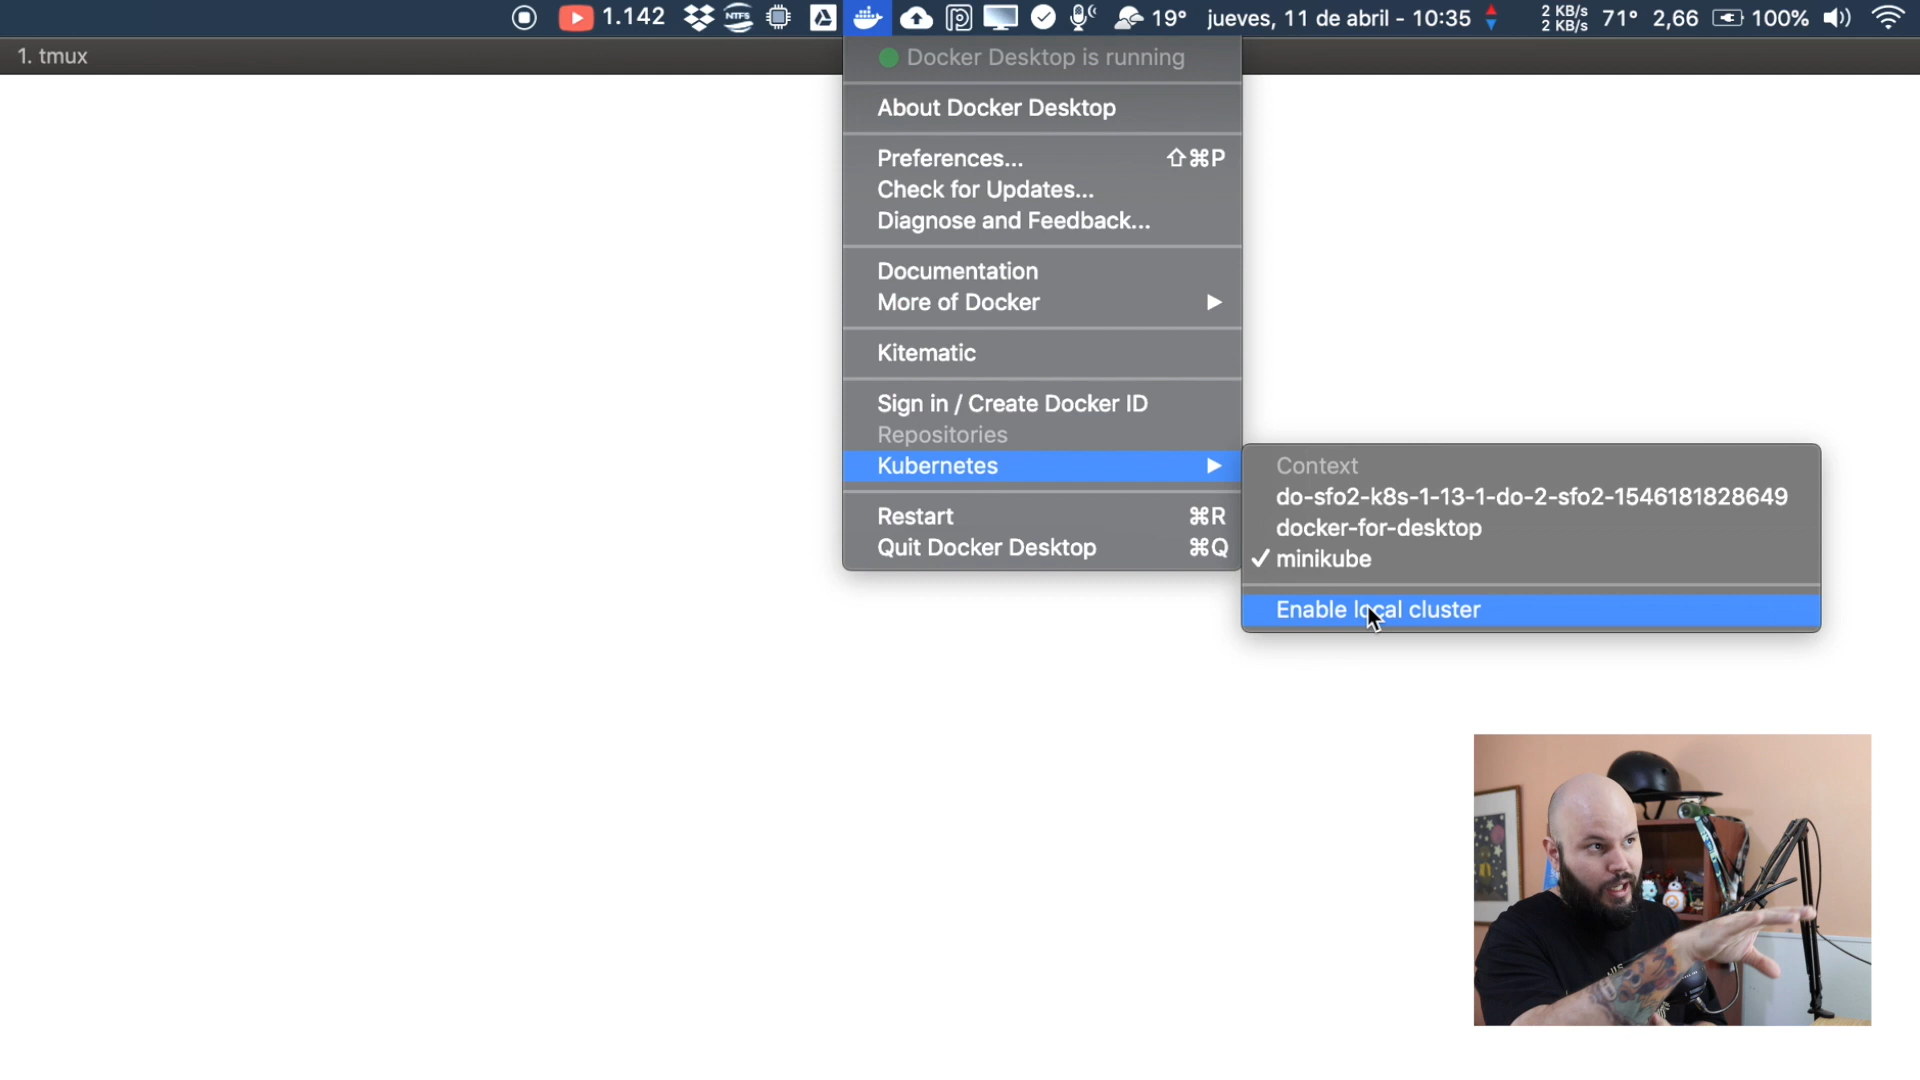 1.142
NTFS
19°
jueves, 11 de abril - 10:35
2 KB/s
2 KB/s
71°
2,66
100%
1. tmux
Docker Desktop is running
About Docker Desktop
Preferences... ⇧⌘P
Check for Updates...
Diagnose and Feedback...
Documentation
More of Docker
Kitematic
Sign in / Create Docker ID
Repositories
Kubernetes
Restart ⌘R
Quit Docker Desktop ⌘Q
Context
do-sfo2-k8s-1-13-1-do-2-sfo2-1546181828649
docker-for-desktop
✓ minikube
Enable local cluster